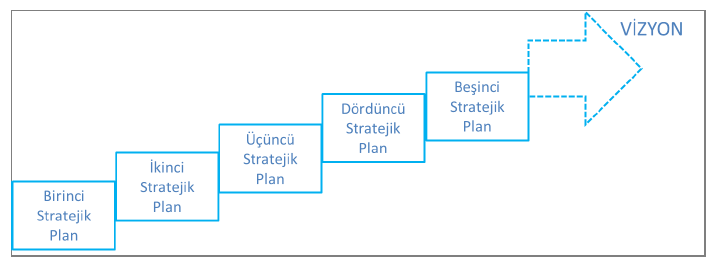 Birinci
Stratejik
Plan
İkinci
Stratejik
Plan
Üçüncü
Stratejik
Plan
Dördüncü
Stratejik
Plan
Beşinci
Stratejik
Plan
VİZYON